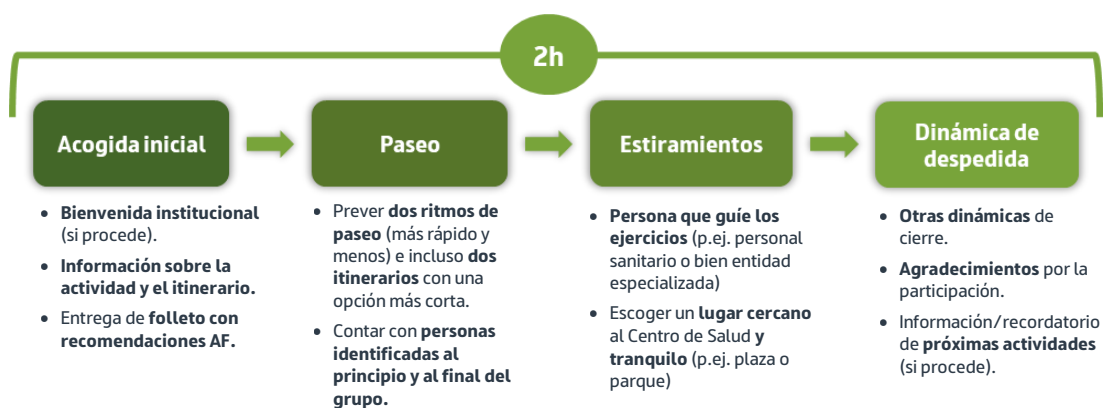 2h
Acogida inicial
Paseo
Estiramientos
Dinámica de
despedida
• Bienvenida institucional
(si procede).
• Información sobre la
actividad y el itinerario.
• Entrega de folleto con
recomendaciones AF.
• Prever dos ritmos de
paseo (más rápido y
menos) e incluso dos
itinerarios con una
opción más corta.
• Contar con personas
identificadas al
principio y al final del
grupo.
• Persona que guíe los
ejercicios (p.ej. personal
sanitario o bien entidad
especializada)
• Escoger un lugar cercano
al Centro de Salud y
tranquilo (p.ej. plaza o
parque)
• Otras dinámicas de
cierre.
• Agradecimientos por la
participación.
• Información/recordatorio
de próximas actividades
(si procede).